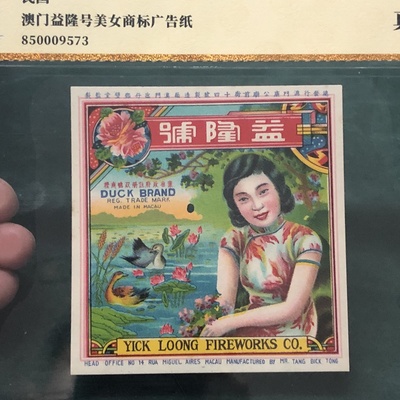 民国
澳门益隆号美女商标广告纸
850009573
真
號隆益
DUCK BRAND
REG. TRADE MARK
MADE IN MACAU
YICK LOONG FIREWORKS CO.
HEAD OFFICE NO 14 RUA MIGUEL AIRES MACAU MANUFACTURED BY MR. TANG BICK TONG